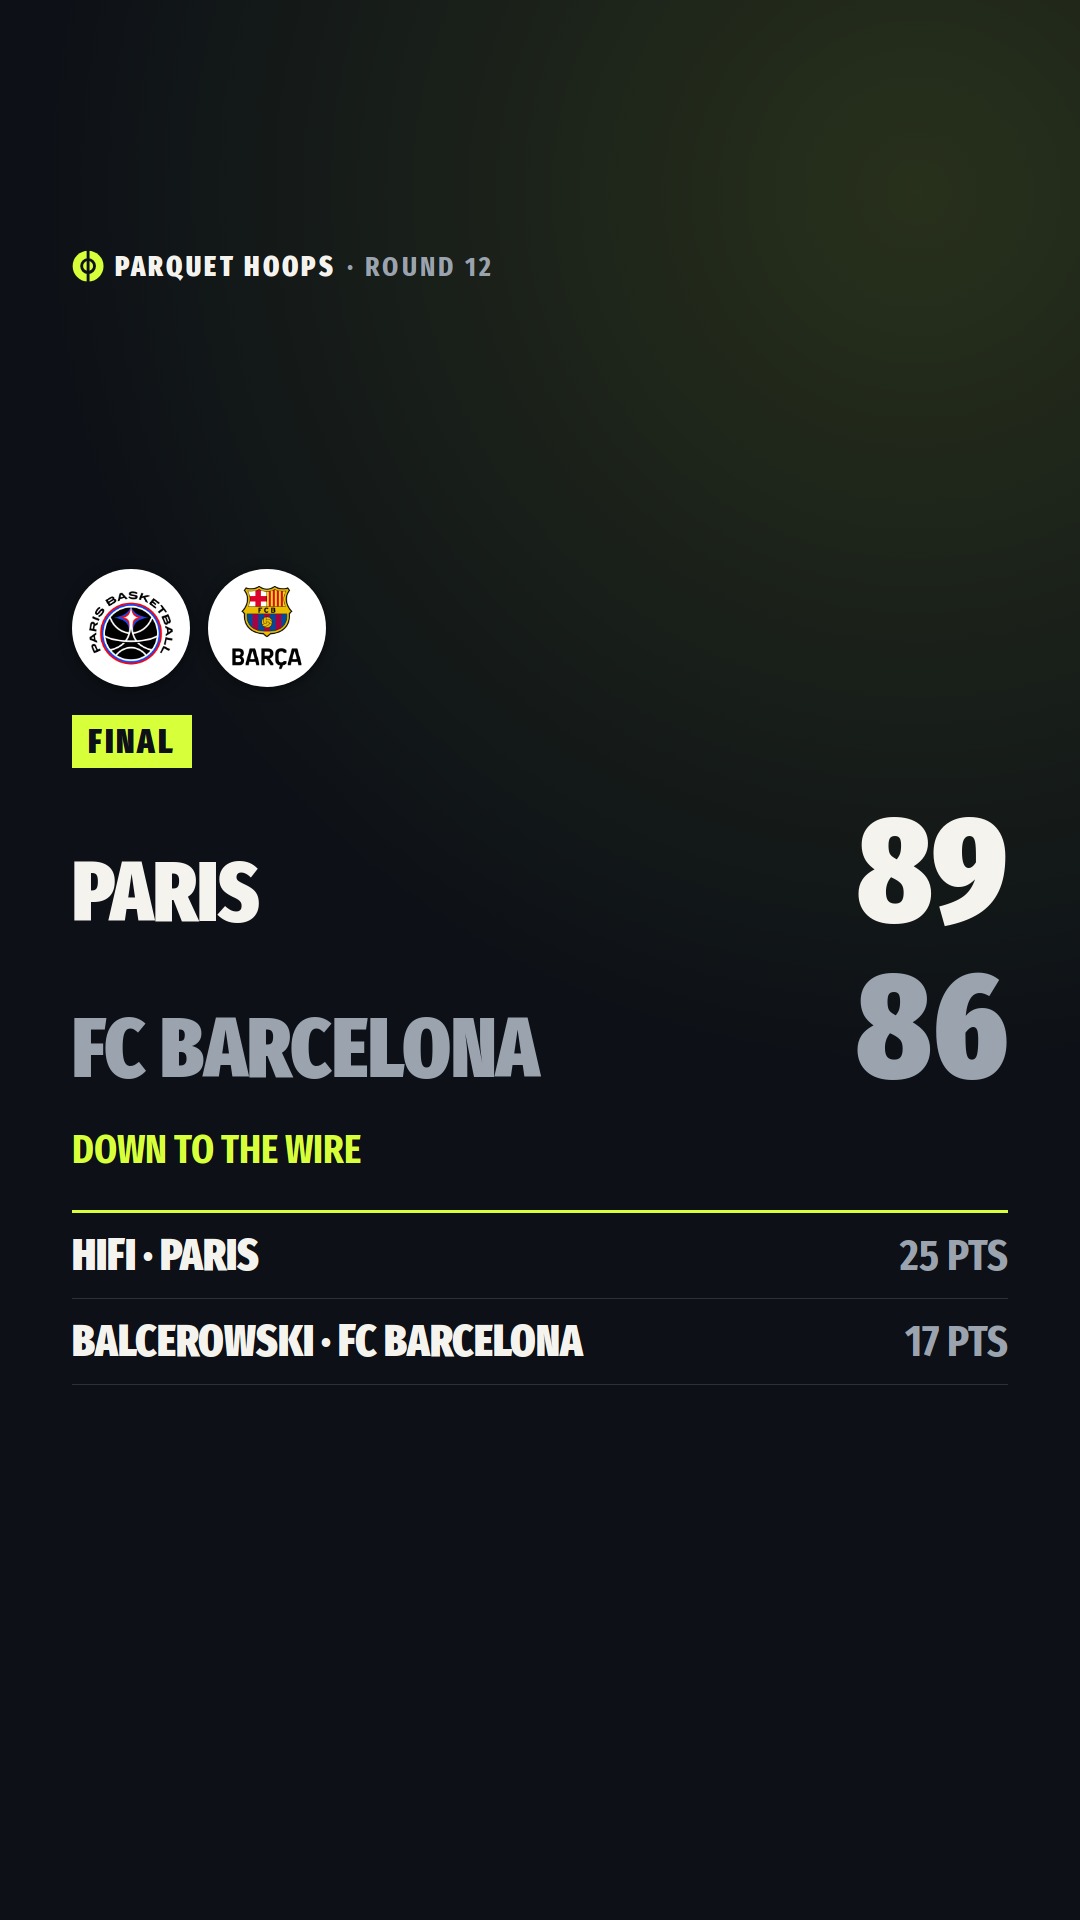 PARQUET HOOPS · ROUND 12
PARIS BASKETBALL
FCB
BARÇA
FINAL
PARIS 89
FC BARCELONA 86
DOWN TO THE WIRE
HIFI · PARIS 25 PTS
BALCEROWSKI · FC BARCELONA 17 PTS